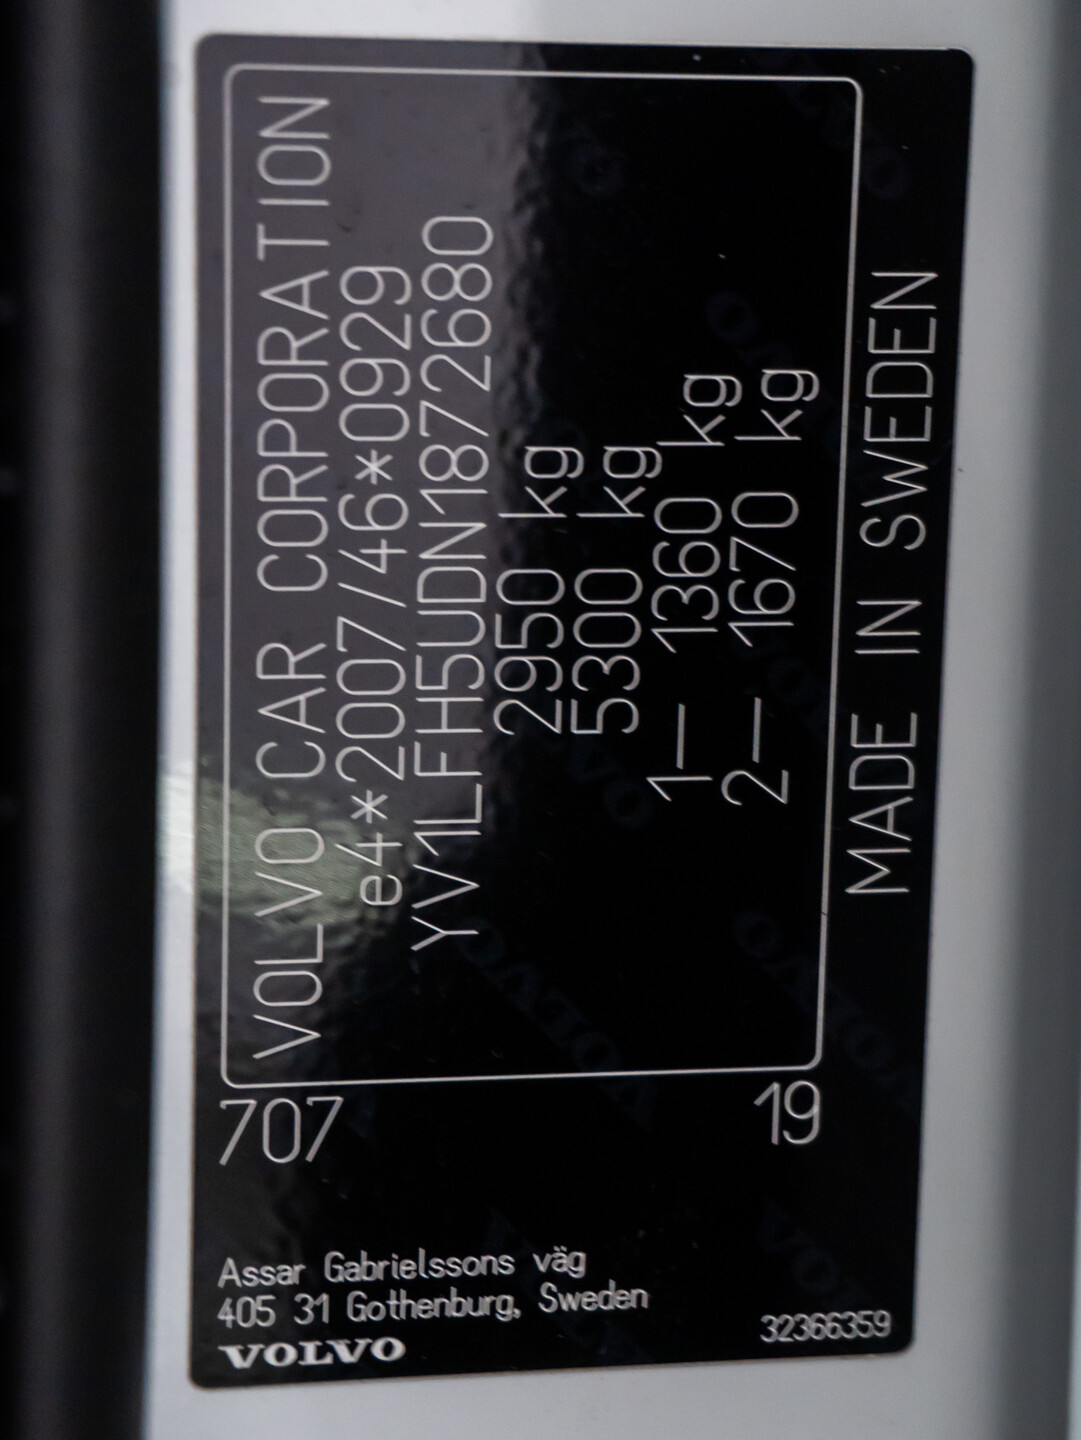 VOLVO CAR CORPORATION
e4*2007/46*0929
YV1LFH5UDN1872680
2950 kg
5300 kg
1— 1360 kg
2— 1670 kg
MADE IN SWEDEN
707
19
Assar Gabrielssons väg
405 31 Gothenburg, Sweden
VOLVO
32366359